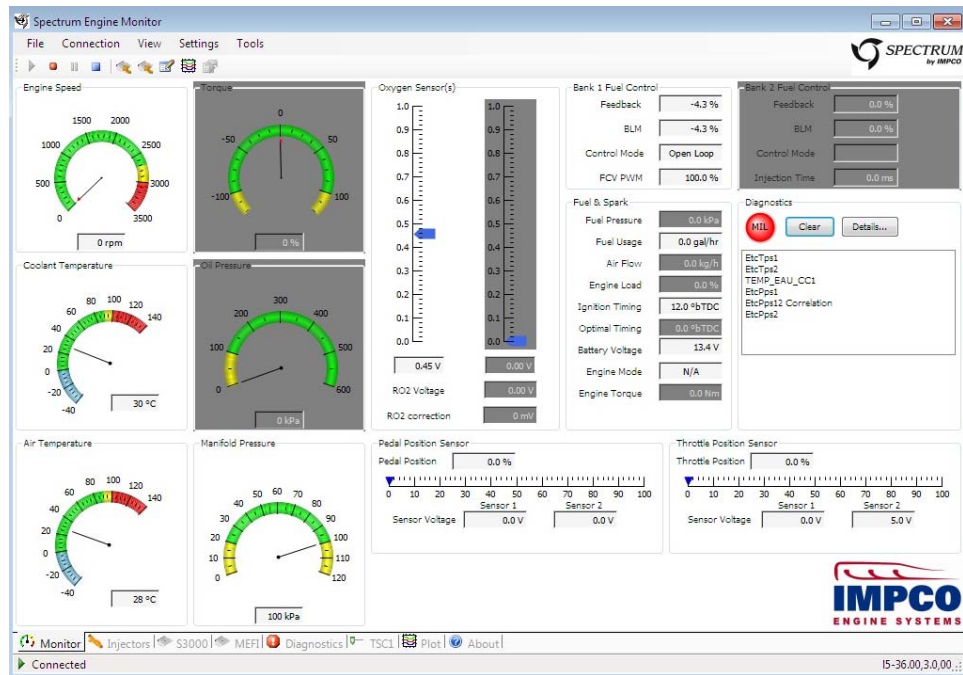 Spectrum Engine Monitor
File Connection View Settings Tools
SPECTRUM
by IMPCO
Engine Speed
0
500
1000
1500
2000
2500
3000
3500
0 rpm
Torque
-100
-50
0
50
100
0 %
Oxygen Sensor(s)
1.0
0.9
0.8
0.7
0.6
0.5
0.4
0.3
0.2
0.1
0.0
1.0
0.9
0.8
0.7
0.6
0.5
0.4
0.3
0.2
0.1
0.0
0.45 V 0.00 V
RO2 Voltage 0.00 V
RO2 correction 0 mV
Bank 1 Fuel Control
Feedback -4.3 %
BLM -4.3 %
Control Mode Open Loop
FCV PWM 100.0 %
Bank 2 Fuel Control
Feedback 0.0 %
BLM 0.0 %
Control Mode
Injection Time 0.0 ms
Fuel & Spark
Fuel Pressure 0.0 kPa
Fuel Usage 0.0 gal/hr
Air Flow 0.0 kg/h
Engine Load 0.0 %
Ignition Timing 12.0 ºbTDC
Optimal Timing 0.0 ºbTDC
Battery Voltage 13.4 V
Engine Mode N/A
Engine Torque 0.0 Nm
Diagnostics
MIL Clear Details...
EtcTps1
EtcTps2
TEMP_EAU_CC1
EtcPps1
EtcPps12 Correlation
EtcPps2
Coolant Temperature
-40
-20
0
20
40
60
80
100
120
140
30 ºC
Oil Pressure
0
100
200
300
400
600
0 kPa
Air Temperature
-40
-20
0
20
40
60
80
100
120
140
28 ºC
Manifold Pressure
0
10
20
30
40
50
60
70
80
90
100
110
120
100 kPa
Pedal Position Sensor
Pedal Position 0.0 %
0 10 20 30 40 50 60 70 80 90 100
Sensor 1 Sensor 2
Sensor Voltage 0.0 V 0.0 V
Throttle Position Sensor
Throttle Position 0.0 %
0 10 20 30 40 50 60 70 80 90 100
Sensor 1 Sensor 2
Sensor Voltage 0.0 V 5.0 V
IMPCO
ENGINE SYSTEMS
Monitor Injectors S3000 MEFI Diagnostics TSC1 Plot About
Connected I5-36.00,3.0,00